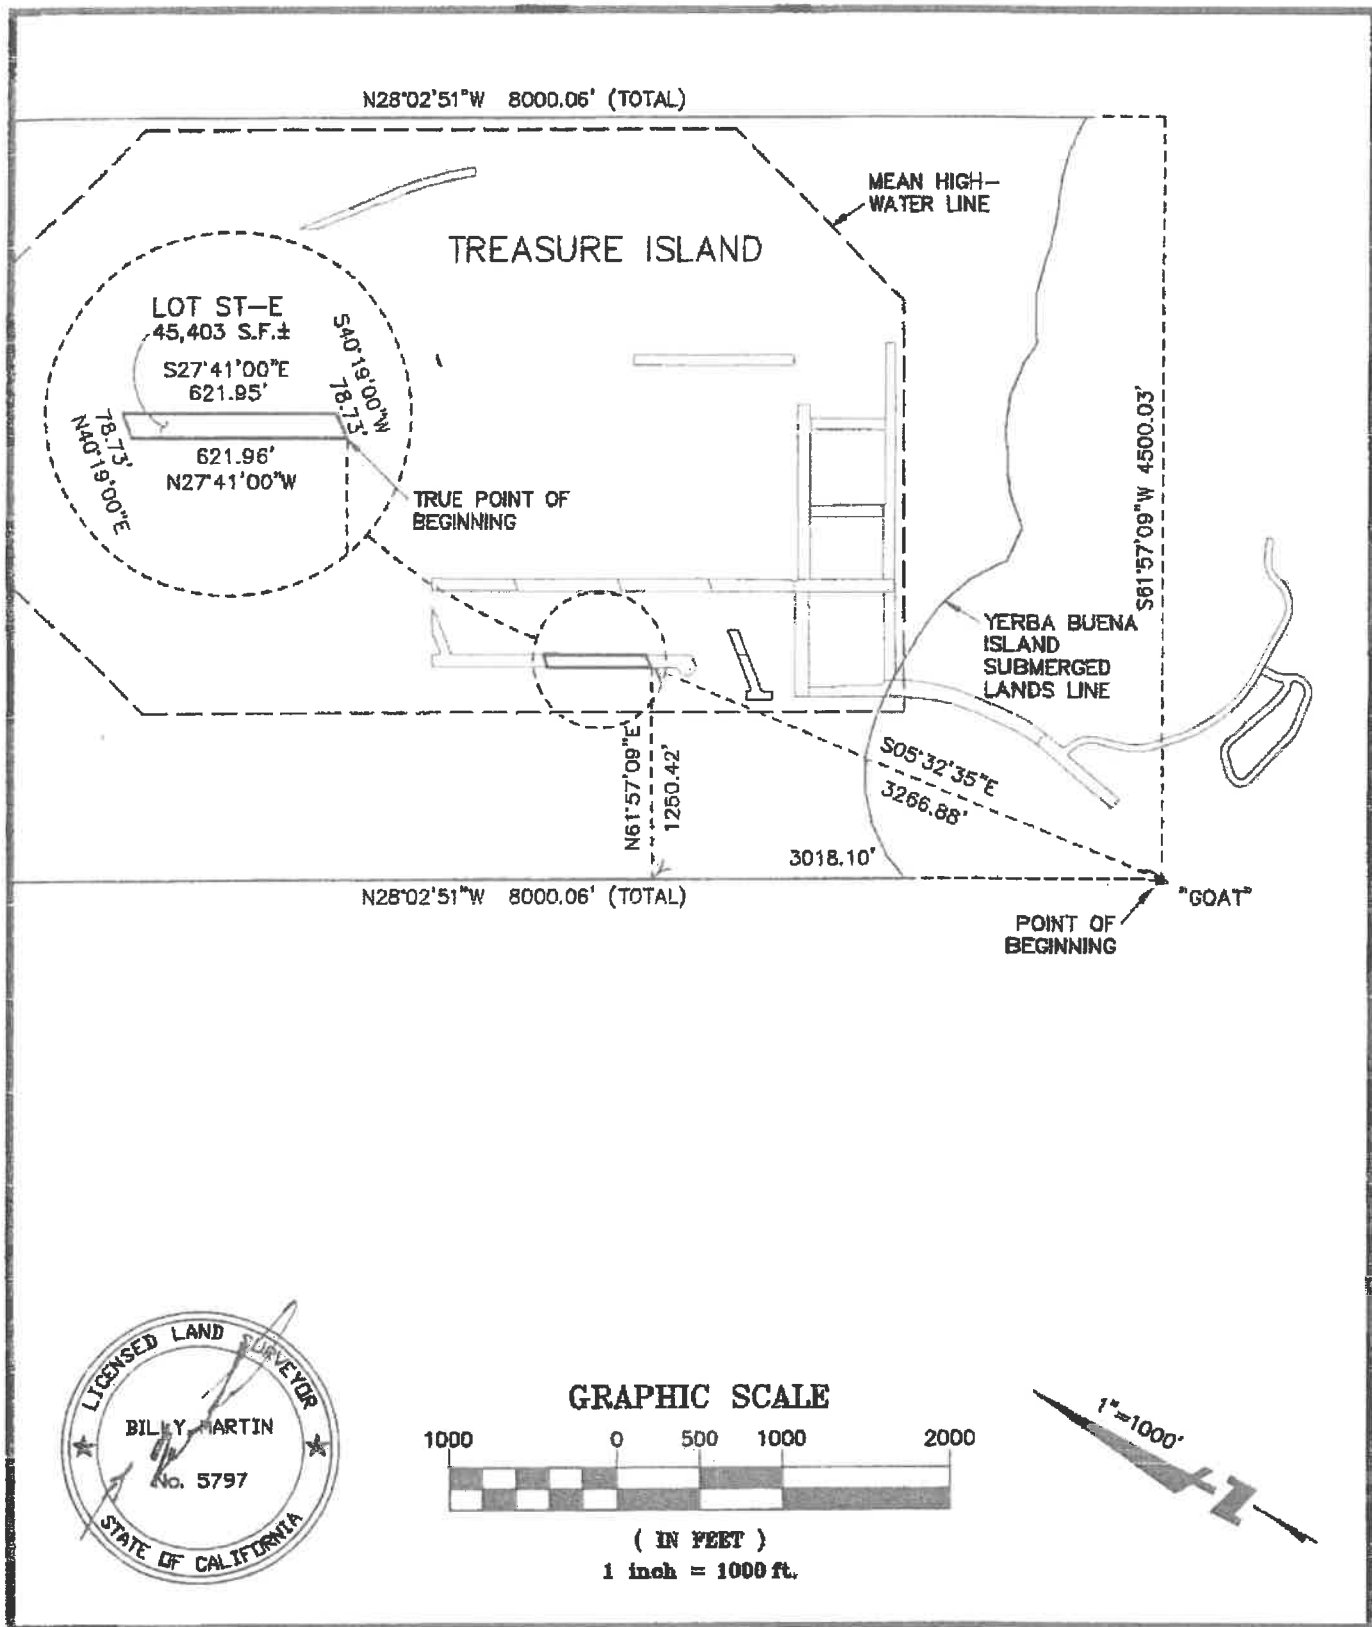 N28°02'51"W 8000.06' (TOTAL)
MEAN HIGH-
WATER LINE
TREASURE ISLAND
LOT ST-E
45,403 S.F.±
S27°41'00"E
621.95'
S40°19'00"W
78.73'
78.73'
N40°19'00"E
621.96'
N27°41'00"W
TRUE POINT OF
BEGINNING
S61°57'09"W 4500.03'
YERBA BUENA
ISLAND
SUBMERGED
LANDS LINE
N61°57'09"E
1250.42'
S05°32'35"E
3266.88'
3018.10'
N28°02'51"W 8000.06' (TOTAL)
"GOAT"
POINT OF
BEGINNING
LICENSED LAND SURVEYOR
BILLY MARTIN
No. 5797
STATE OF CALIFORNIA
GRAPHIC SCALE
1000 0 500 1000 2000
( IN FEET )
1 inch = 1000 ft.
1"=1000'
N